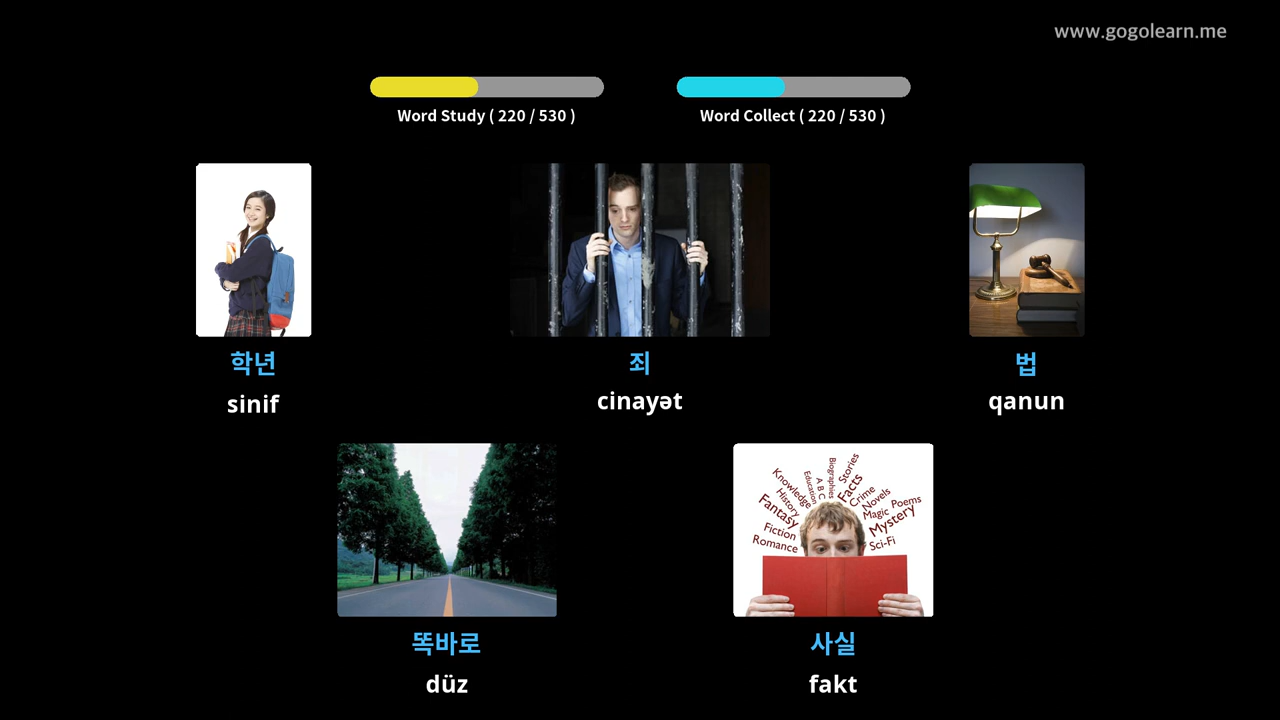 www.gogolearn.me
Word Study ( 220 / 530 )
Word Collect ( 220 / 530 )
학년
sinif
죄
cinayət
법
qanun
똑바로
düz
Knowledge
History
Fantasy
Fiction
Romance
Education
A B C
Biographies
Stories
Facts
Crime
Novels
Magic
Poems
Mystery
Sci-Fi
사실
fakt